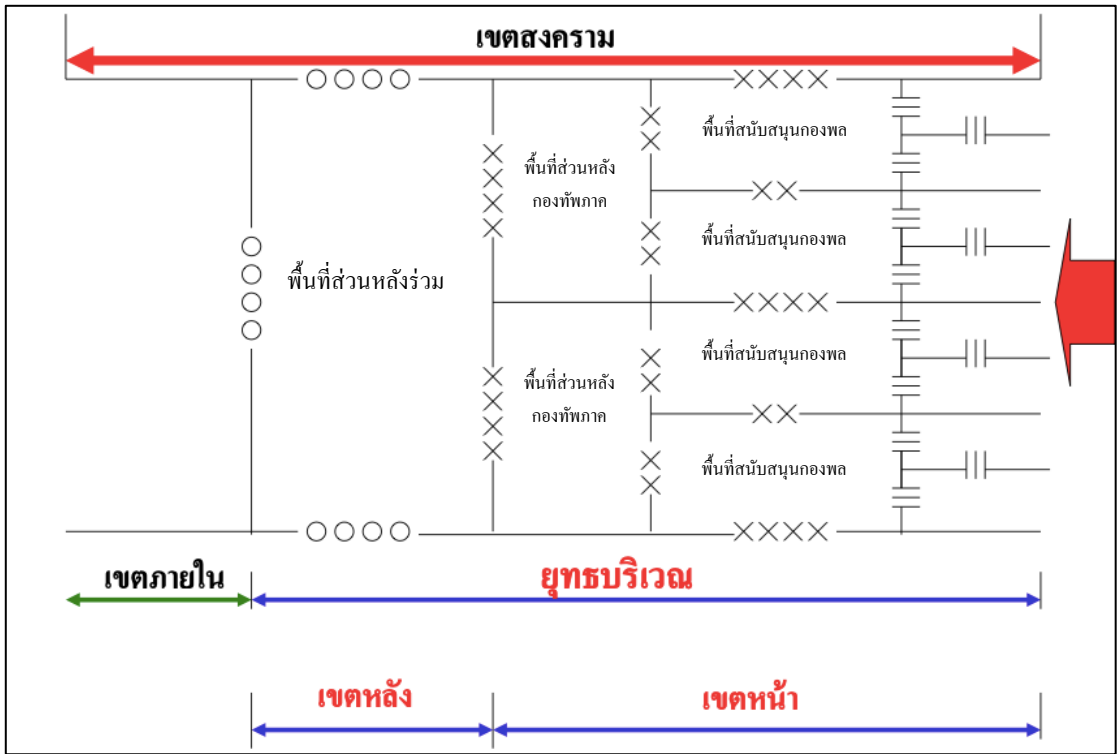 เขตสงคราม
พื้นที่สนับสนุนกองพล
พื้นที่ส่วนหลัง
กองทัพภาค
พื้นที่สนับสนุนกองพล
พื้นที่ส่วนหลังร่วม
พื้นที่สนับสนุนกองพล
พื้นที่ส่วนหลัง
กองทัพภาค
พื้นที่สนับสนุนกองพล
เขตภายใน
ยุทธบริเวณ
เขตหลัง
เขตหน้า